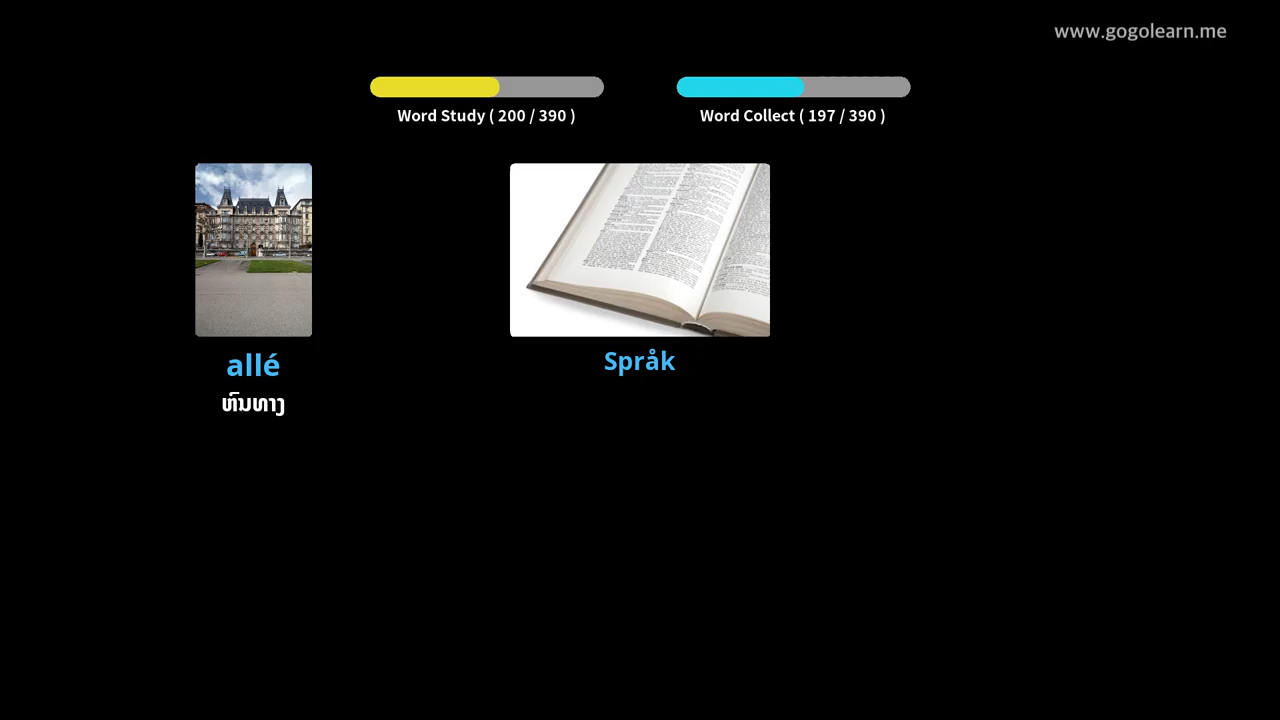 www.gogolearn.me
Word Study ( 200 / 390 )
Word Collect ( 197 / 390 )
allé
ຫົນທາງ
Språk